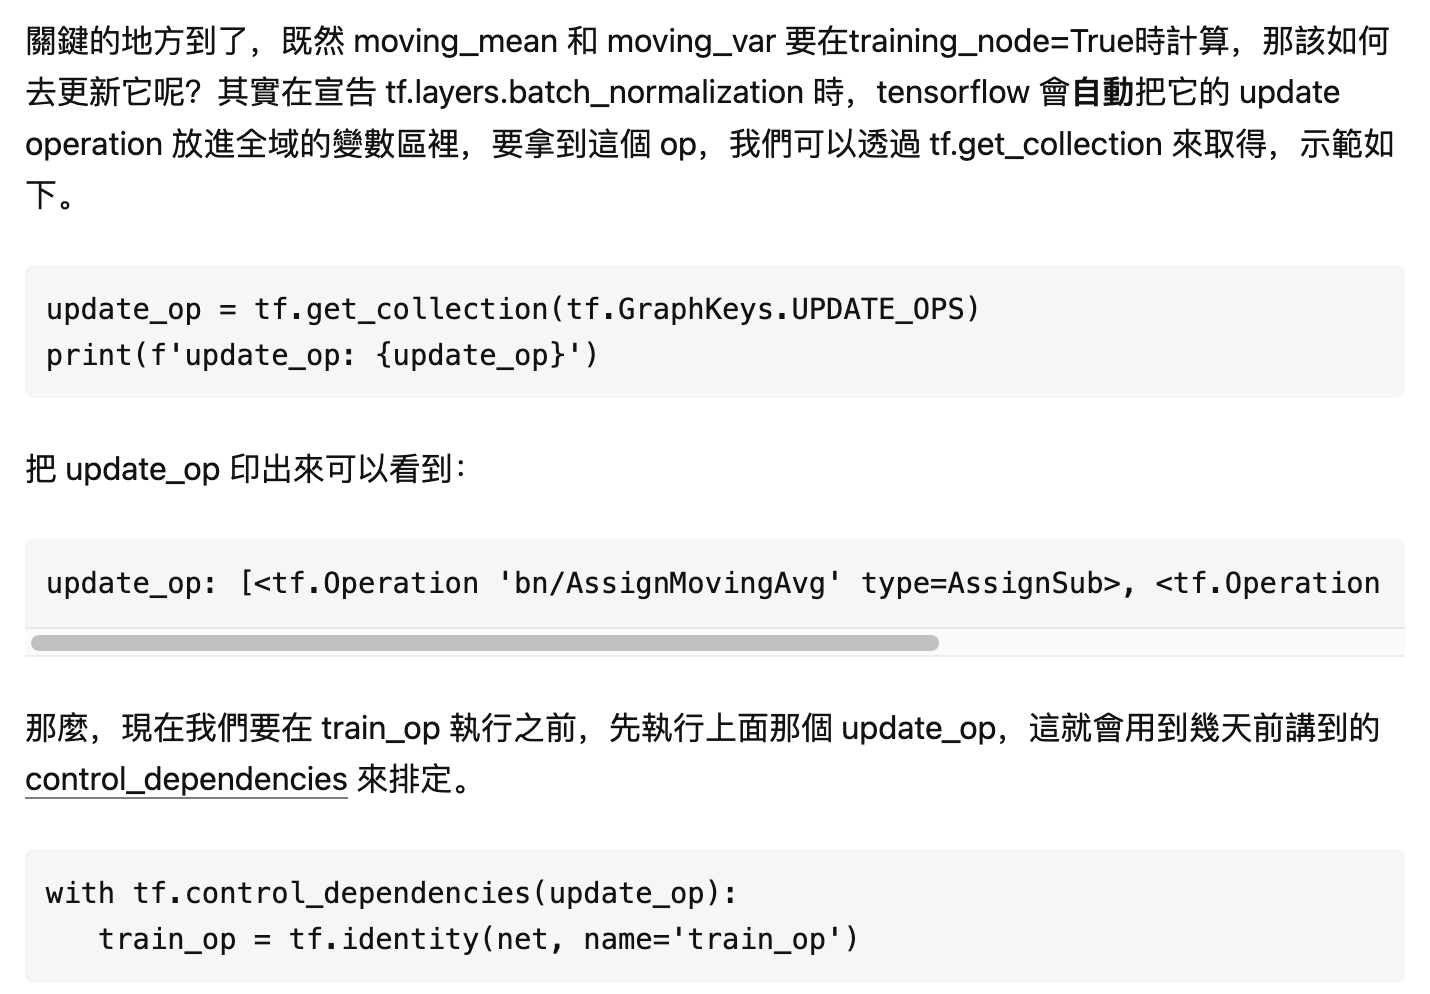 關鍵的地方到了，既然 moving_mean 和 moving_var 要在training_node=True時計算，那該如何
去更新它呢？其實在宣告 tf.layers.batch_normalization 時，tensorflow 會自動把它的 update
operation 放進全域的變數區裡，要拿到這個 op，我們可以透過 tf.get_collection 來取得，示範如
下。
update_op = tf.get_collection(tf.GraphKeys.UPDATE_OPS)
print(f'update_op: {update_op}')
把 update_op 印出來可以看到：
update_op: [<tf.Operation 'bn/AssignMovingAvg' type=AssignSub>, <tf.Operation
那麼，現在我們要在 train_op 執行之前，先執行上面那個 update_op，這就會用到幾天前講到的
control_dependencies 來排定。
with tf.control_dependencies(update_op):
   train_op = tf.identity(net, name='train_op')